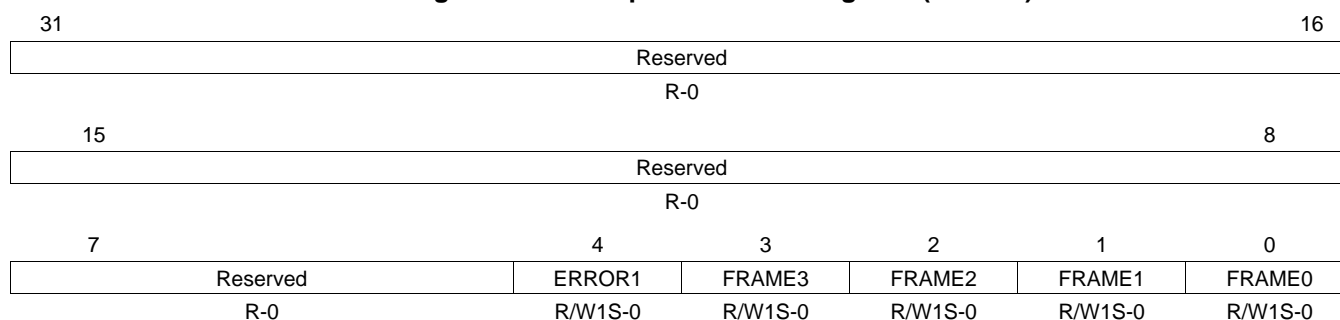 31 16
Reserved
R-0
15 8
Reserved
R-0
7 4 3 2 1 0
Reserved ERROR1 FRAME3 FRAME2 FRAME1 FRAME0
R-0 R/W1S-0 R/W1S-0 R/W1S-0 R/W1S-0 R/W1S-0